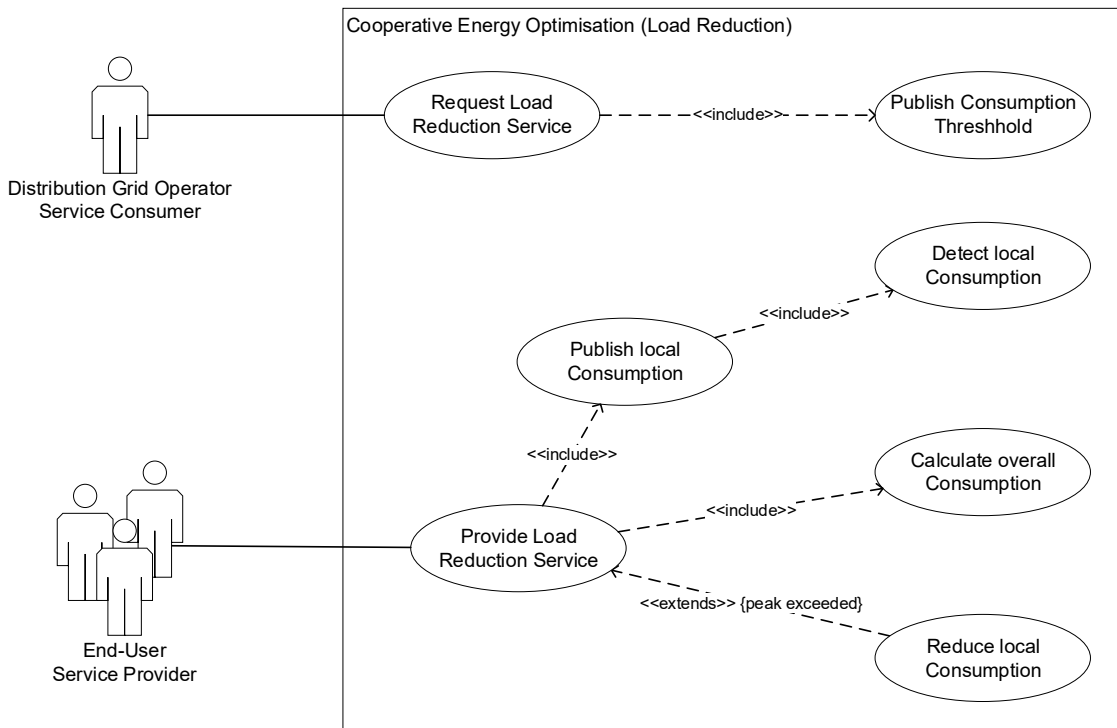 Cooperative Energy Optimisation (Load Reduction)
Request Load
Reduction Service
<<include>>
Publish Consumption
Threshhold
Distribution Grid Operator
Service Consumer
Detect local
Consumption
<<include>>
Publish local
Consumption
<<include>>
Calculate overall
Consumption
<<include>>
Provide Load
Reduction Service
<<extends>> {peak exceeded}
End-User
Service Provider
Reduce local
Consumption